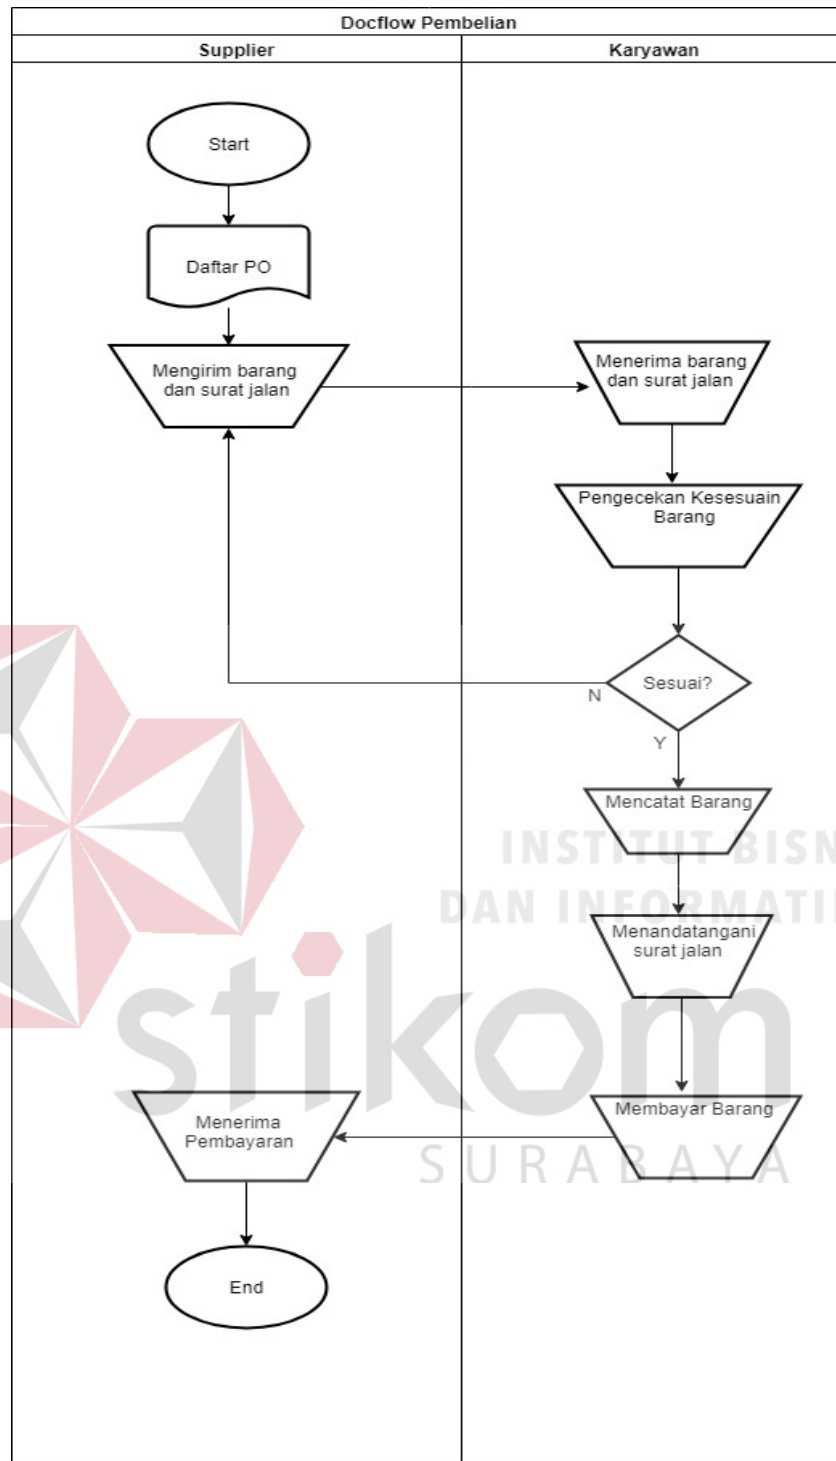 Docflow Pembelian
Supplier
Karyawan
Start
Daftar PO
Mengirim barang
dan surat jalan
Menerima barang
dan surat jalan
Pengecekan Kesesuain
Barang
Sesuai?
N
Y
Mencatat Barang
INSTITUT BISN
DAN INFORMATI
Menandatangani
surat jalan
stikom
SURABAYA
Membayar Barang
Menerima
Pembayaran
End